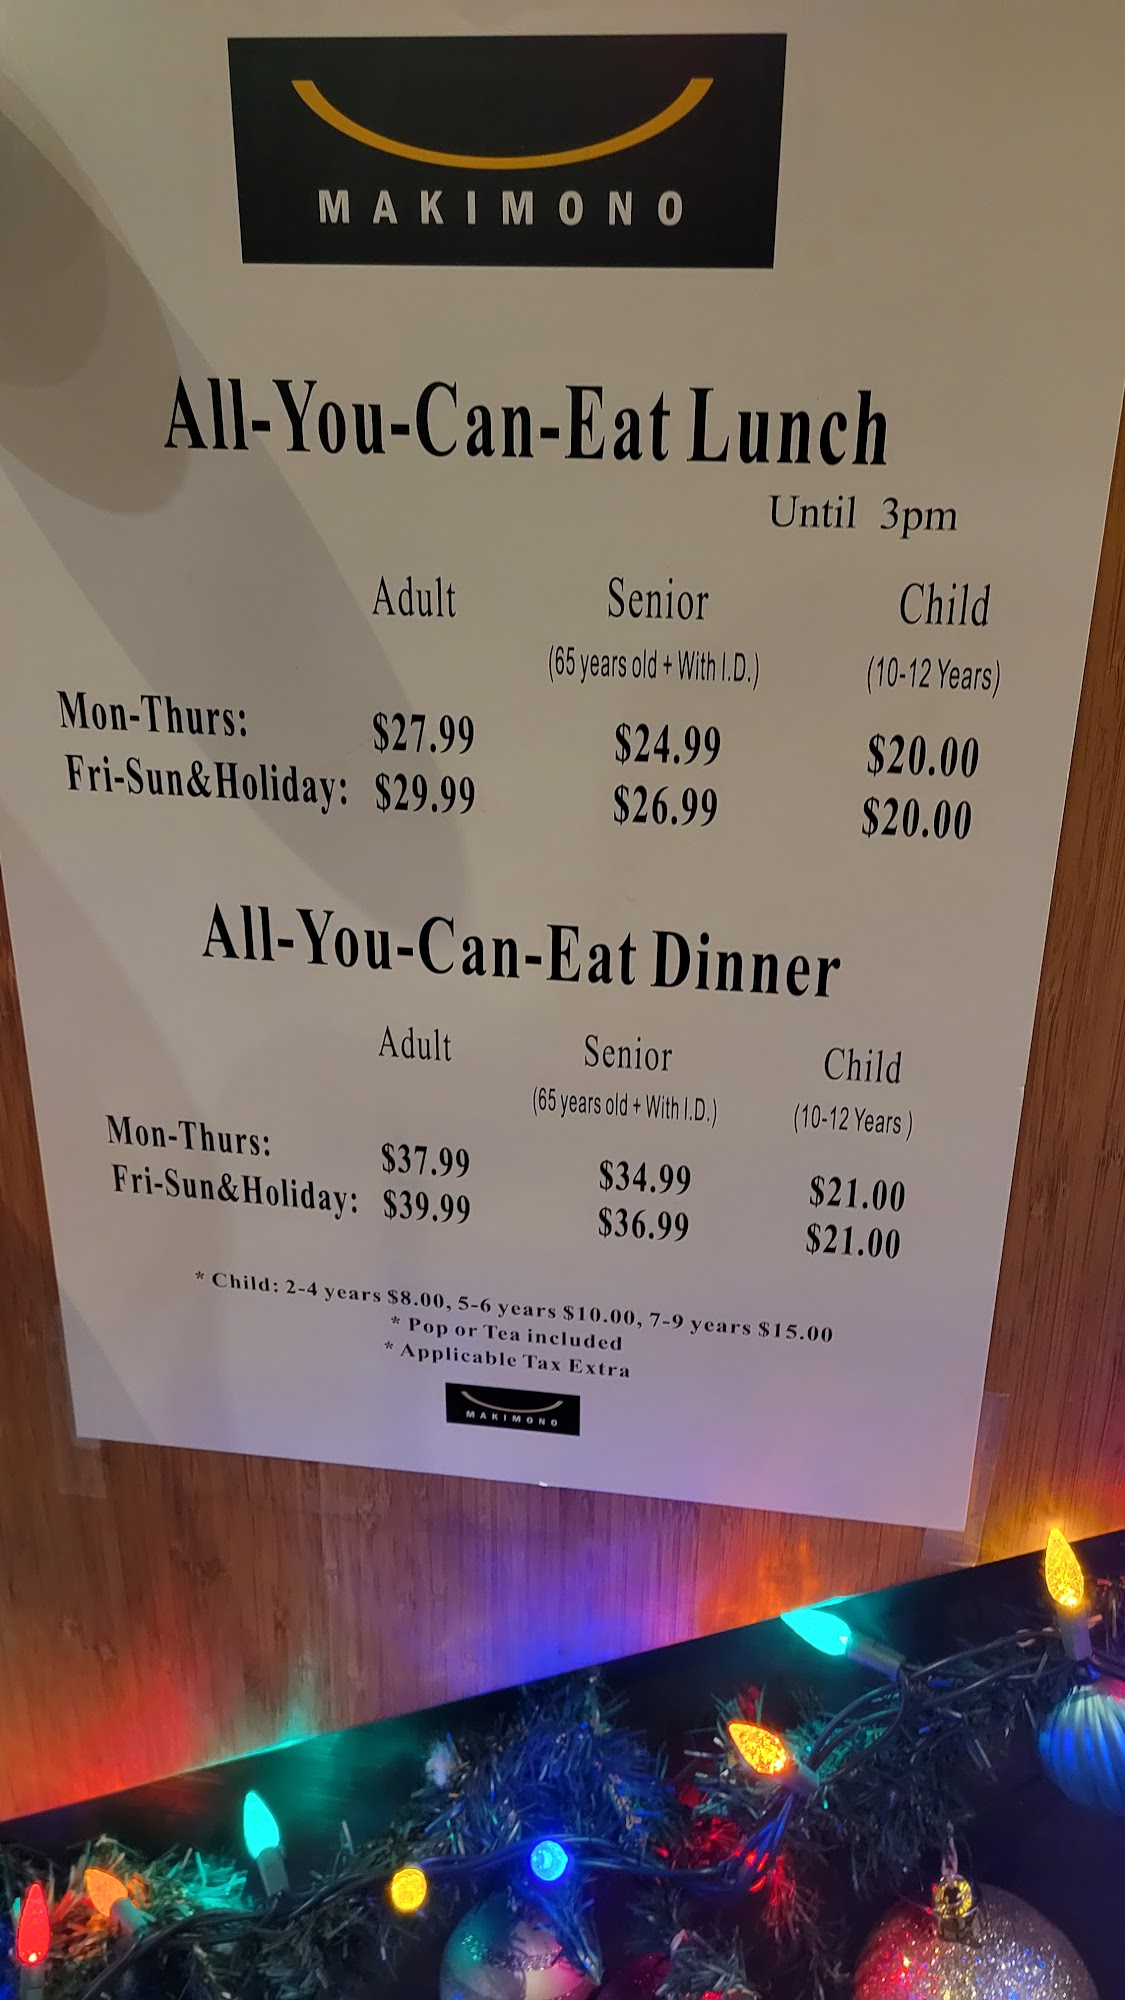 MAKIMONO
All-You-Can-Eat Lunch
Until 3pm
Adult Senior Child
(65 years old + With I.D.) (10-12 Years)
Mon-Thurs: $27.99 $24.99 $20.00
Fri-Sun&Holiday: $29.99 $26.99 $20.00
All-You-Can-Eat Dinner
Adult Senior Child
(65 years old + With I.D.) (10-12 Years )
Mon-Thurs: $37.99 $34.99 $21.00
Fri-Sun&Holiday: $39.99 $36.99 $21.00
* Child: 2-4 years $8.00, 5-6 years $10.00, 7-9 years $15.00
* Pop or Tea included
* Applicable Tax Extra
MAKIMONO